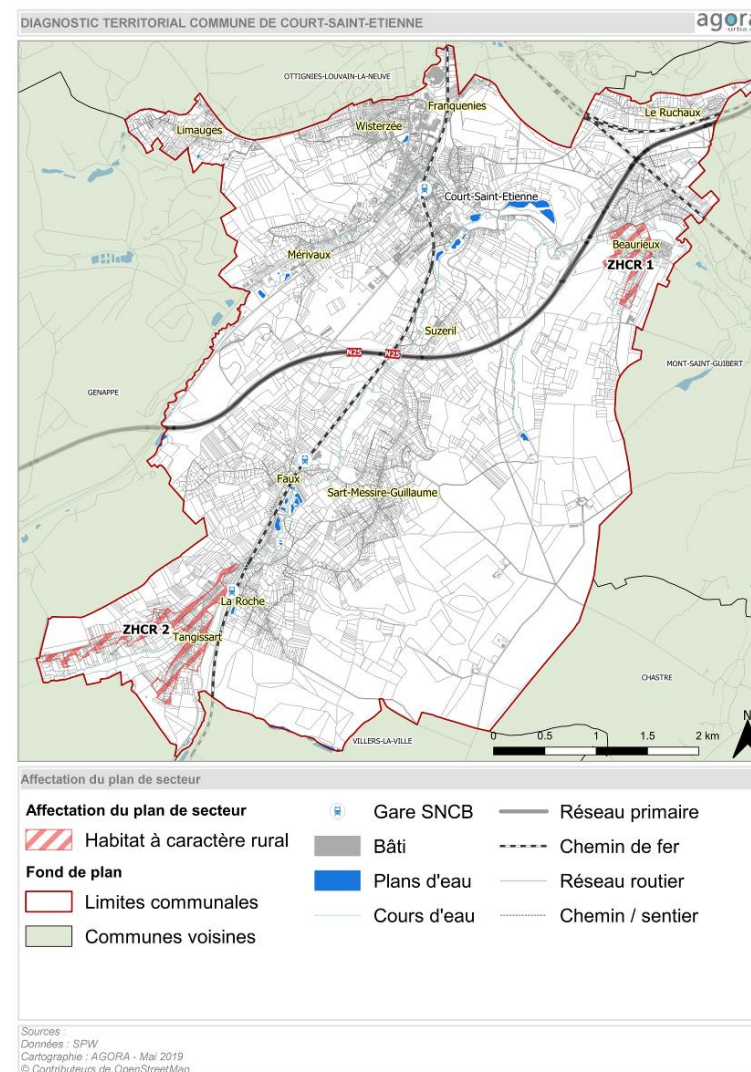 DIAGNOSTIC TERRITORIAL COMMUNE DE COURT-SAINT-ETIENNE
agora
OTTIGNIES-LOUVAIN-LA-NEUVE
Franquenies
Le Ruchaux
Limauges
Wisterzée
Court-Saint-Etienne
Beaurieux
ZHCR 1
Mérivaux
Suzeril
N25
N25
MONT-SAINT-GUIBERT
GENAPPE
Faux
Sart-Messire-Guillaume
La Roche
ZHCR 2
Tangissart
CHASTRE
VILLERS-LA-VILLE
N
0 0.5 1 1.5 2 km
Affectation du plan de secteur
Affectation du plan de secteur
Habitat à caractère rural
Fond de plan
Limites communales
Communes voisines
Gare SNCB
Bâti
Plans d'eau
Cours d'eau
Réseau primaire
Chemin de fer
Réseau routier
Chemin / sentier
Sources :
Données : SPW
Cartographie : AGORA - Mai 2019
© Contributeurs de OpenStreetMap